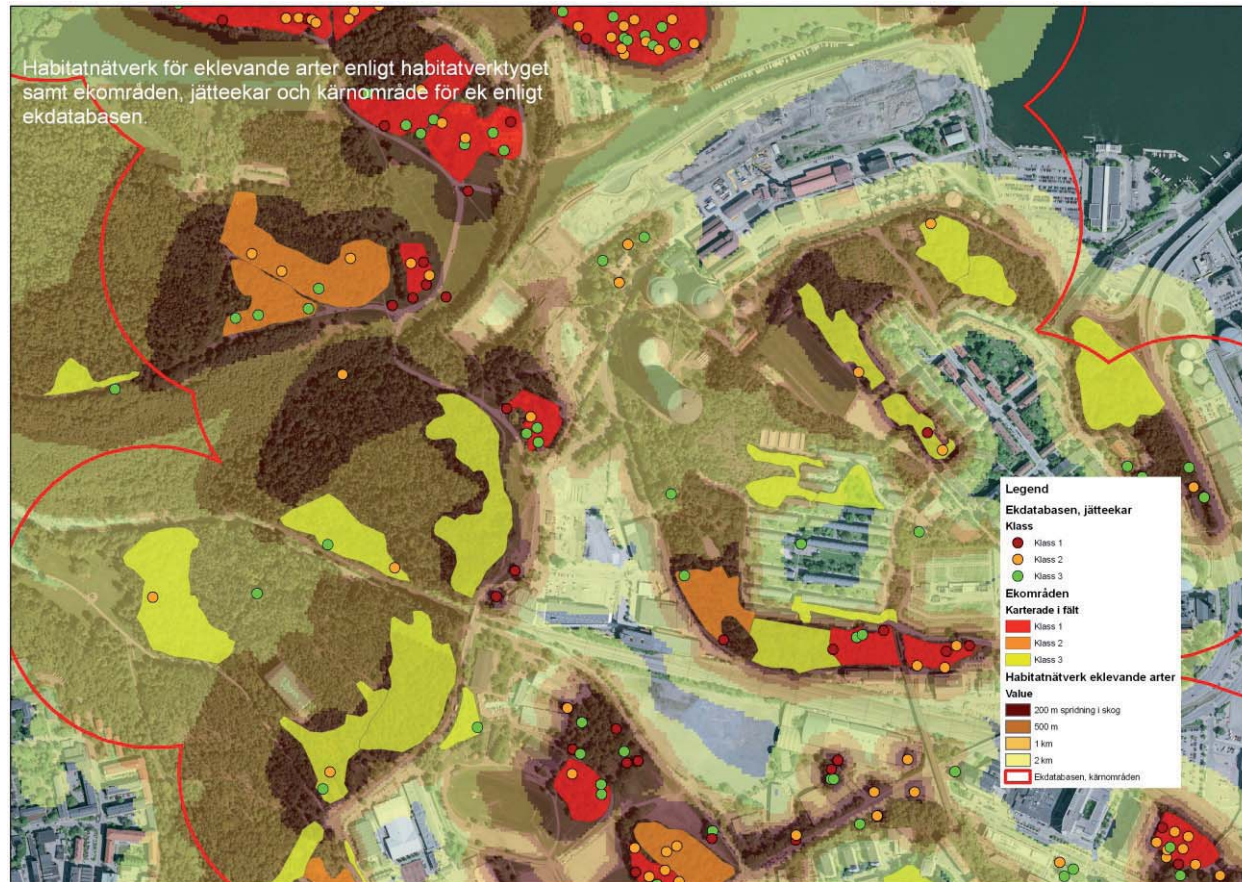 Habitatnätverk för eklevande arter enligt habitatverktyget
samt ekområden, jätteekar och kärnområde för ek enligt
ekdatabasen.
Legend
Ekdatabasen, jätteekar
Klass
Klass 1
Klass 2
Klass 3
Ekområden
Karterade i fält
Klass 1
Klass 2
Klass 3
Habitatnätverk eklevande arter
Value
200 m spridning i skog
500 m
1 km
2 km
Ekdatabasen, kärnområden